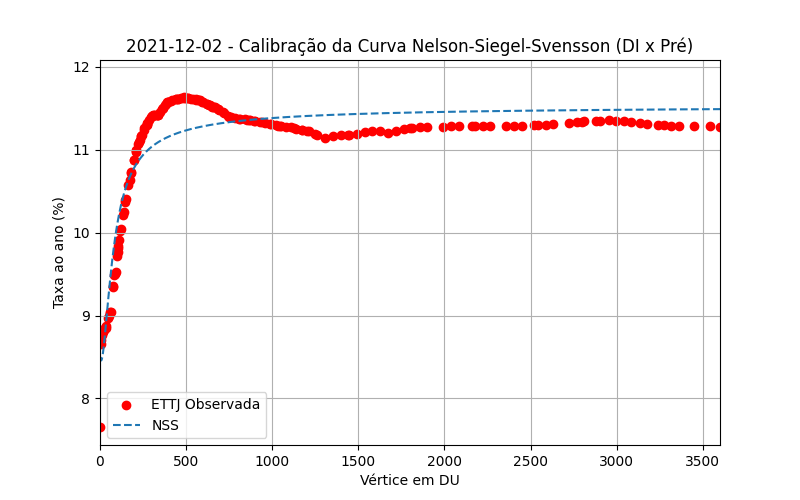 2021-12-02 - Calibração da Curva Nelson-Siegel-Svensson (DI x Pré)
Taxa ao ano (%)
12
11
10
9
8
ETTJ Observada
NSS
0 500 1000 1500 2000 2500 3000 3500
Vértice em DU